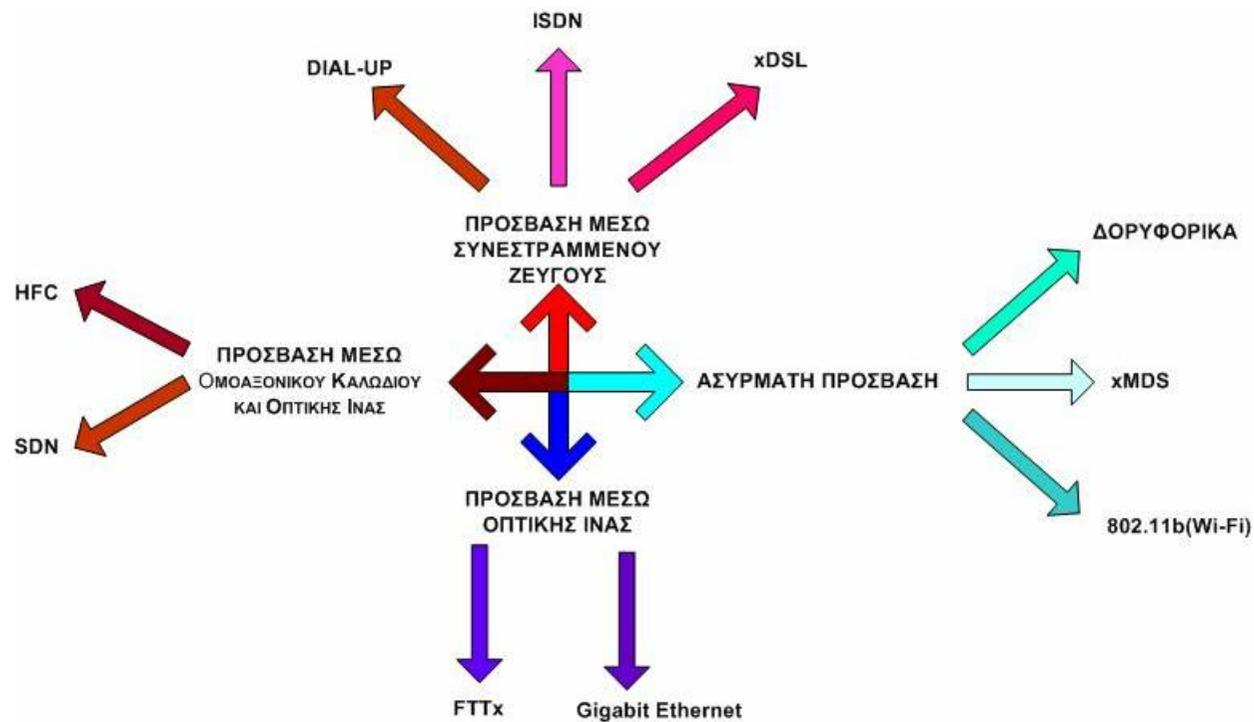 ISDN
DIAL-UP
xDSL
ΠΡΟΣΒΑΣΗ ΜΕΣΩ
ΣΥΝΕΣΤΡΑΜΜΕΝΟΥ
ΖΕΥΓΟΥΣ
ΔΟΡΥΦΟΡΙΚΑ
HFC
ΠΡΟΣΒΑΣΗ ΜΕΣΩ
ΟΜΟΑΞΟΝΙΚΟΥ ΚΑΛΩΔΙΟΥ
ΚΑΙ ΟΠΤΙΚΗΣ ΙΝΑΣ
ΑΣΥΡΜΑΤΗ ΠΡΟΣΒΑΣΗ
xMDS
SDN
ΠΡΟΣΒΑΣΗ ΜΕΣΩ
ΟΠΤΙΚΗΣ ΙΝΑΣ
802.11b(Wi-Fi)
FTTx
Gigabit Ethernet